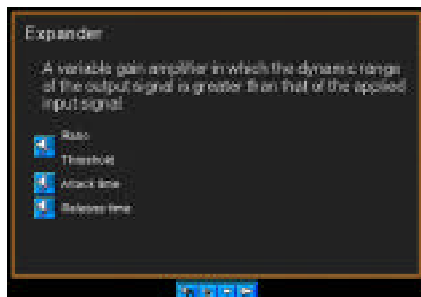 Expander
A variable gain amplifier in which the dynamic range
of the output signal is greater than that of the applied
input signal
Ratio
Threshold
Attack time
Release time